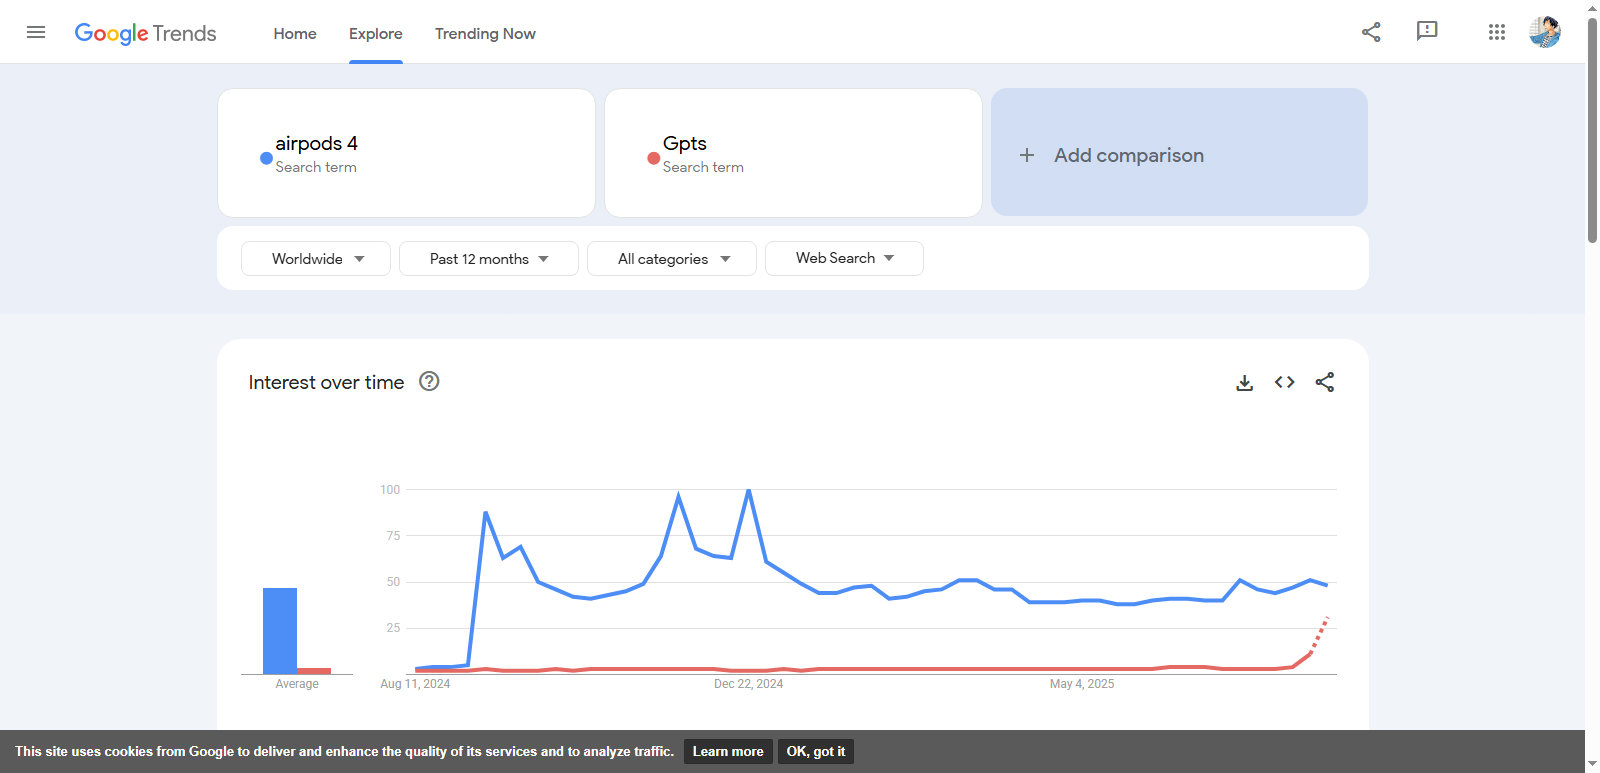 Google Trends
Home Explore Trending Now
airpods 4
Search term
Gpts
Search term
+ Add comparison
Worldwide
Past 12 months
All categories
Web Search
Interest over time
100
75
50
25
Average
Aug 11, 2024
Dec 22, 2024
May 4, 2025
This site uses cookies from Google to deliver and enhance the quality of its services and to analyze traffic. Learn more OK, got it